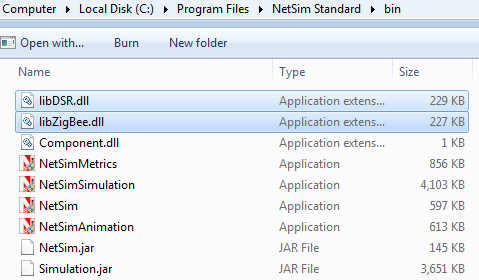 Computer ▸ Local Disk (C:) ▸ Program Files ▸ NetSim Standard ▸ bin
Open with... Burn New folder
Name Type Size
libDSR.dll Application extens... 229 KB
libZigBee.dll Application extens... 227 KB
Component.dll Application extens... 1 KB
NetSimMetrics Application 856 KB
NetSimSimulation Application 4,103 KB
NetSim Application 597 KB
NetSimAnimation Application 613 KB
NetSim.jar JAR File 145 KB
Simulation.jar JAR File 3,651 KB